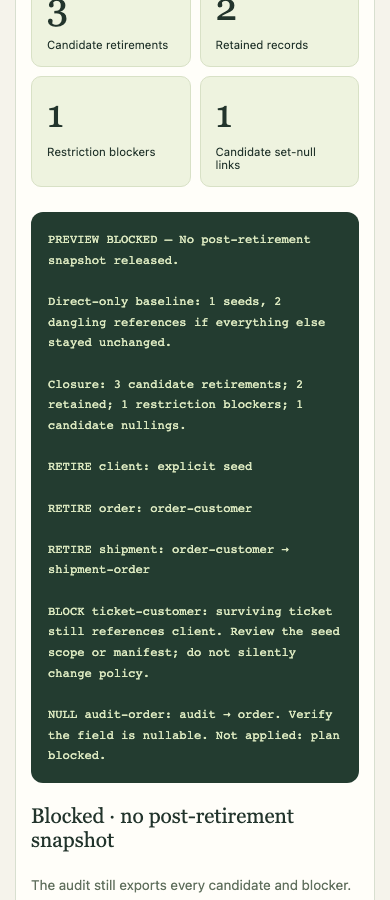 3
2
Candidate retirements
Retained records
1
1
Restriction blockers
Candidate set-null
links
PREVIEW BLOCKED — No post-retirement
snapshot released.
Direct-only baseline: 1 seeds, 2
dangling references if everything else
stayed unchanged.
Closure: 3 candidate retirements; 2
retained; 1 restriction blockers; 1
candidate nullings.
RETIRE client: explicit seed
RETIRE order: order-customer
RETIRE shipment: order-customer →
shipment-order
BLOCK ticket-customer: surviving ticket
still references client. Review the seed
scope or manifest; do not silently
change policy.
NULL audit-order: audit → order. Verify
the field is nullable. Not applied: plan
blocked.
Blocked · no post-retirement
snapshot
The audit still exports every candidate and blocker.